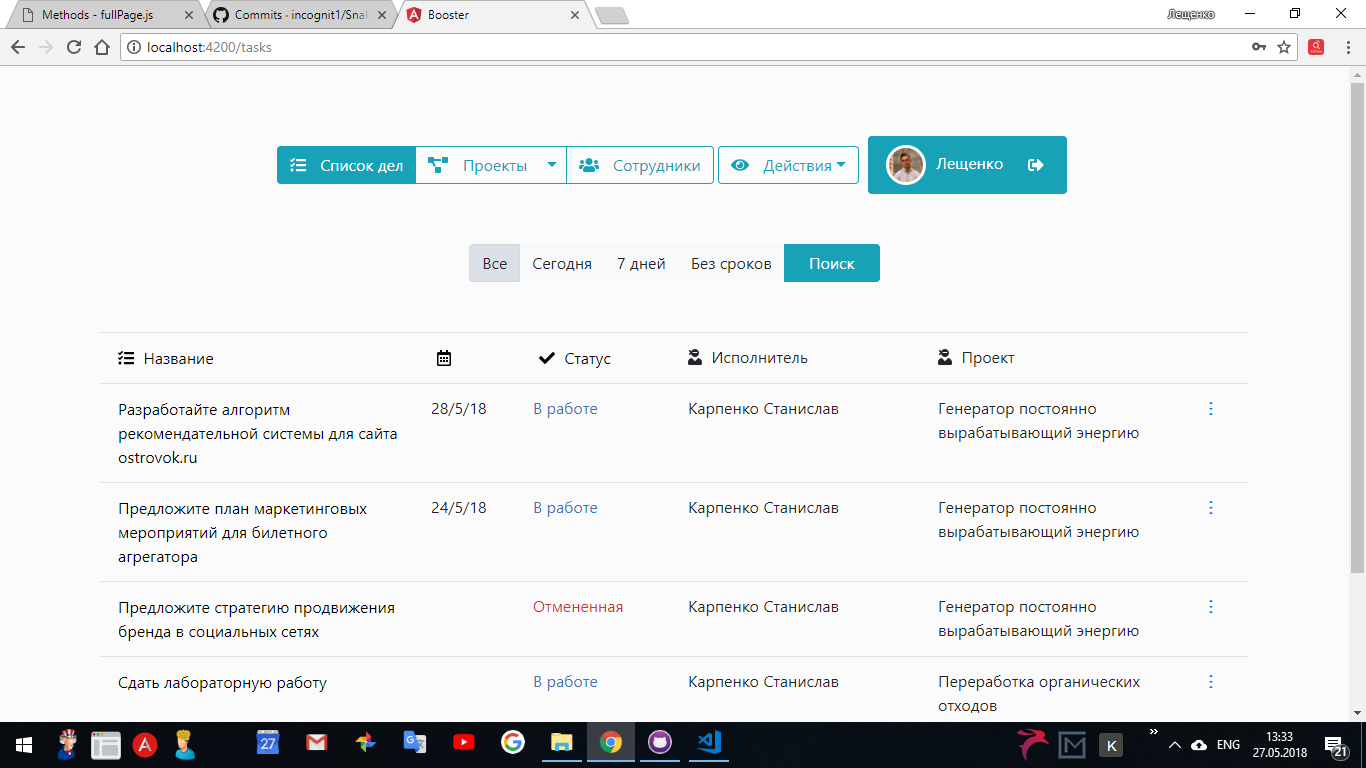 Methods - fullPage.js
Commits · incognit1/Sna
Booster
Лещенко
localhost:4200/tasks
Список дел
Проекты
Сотрудники
Действия
Лещенко
Все
Сегодня
7 дней
Без сроков
Поиск
Название
Статус
Исполнитель
Проект
Разработайте алгоритм
рекомендательной системы для сайта
ostrovok.ru
28/5/18
В работе
Карпенко Станислав
Генератор постоянно
вырабатывающий энергию
Предложите план маркетинговых
мероприятий для билетного
агрегатора
24/5/18
В работе
Карпенко Станислав
Генератор постоянно
вырабатывающий энергию
Предложите стратегию продвижения
бренда в социальных сетях
Отмененная
Карпенко Станислав
Генератор постоянно
вырабатывающий энергию
Сдать лабораторную работу
В работе
Карпенко Станислав
Переработка органических
отходов
27
K
ENG
13:33
27.05.2018
21